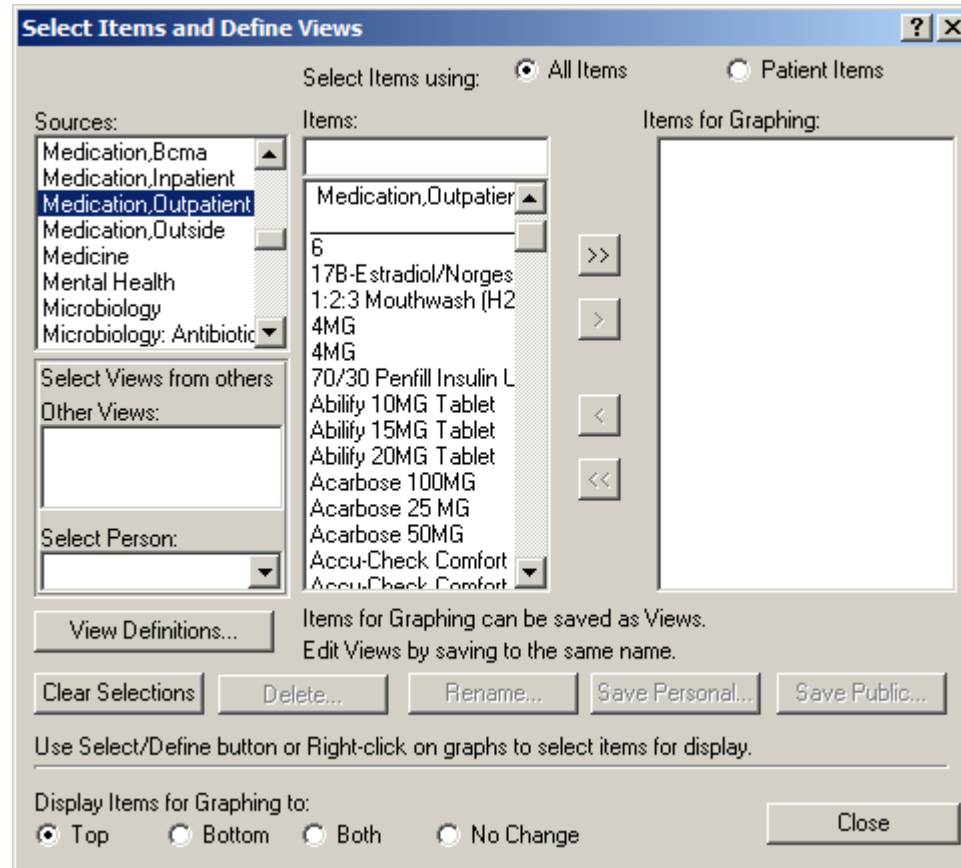 Select Items and Define Views
Select Items using: All Items Patient Items
Sources:
Medication,Bcma
Medication,Inpatient
Medication,Outpatient
Medication,Outside
Medicine
Mental Health
Microbiology
Microbiology: Antibiotic
Select Views from others
Other Views:
Select Person:
View Definitions...
Items:
Medication,Outpatien
6
17B-Estradiol/Norges
1:2:3 Mouthwash (H2
4MG
4MG
70/30 Penfill Insulin L
Abilify 10MG Tablet
Abilify 15MG Tablet
Abilify 20MG Tablet
Acarbose 100MG
Acarbose 25 MG
Acarbose 50MG
Accu-Check Comfort
Accu-Check Comfort
>>
>
<
<<
Items for Graphing:
Items for Graphing can be saved as Views.
Edit Views by saving to the same name.
Clear Selections Delete... Rename... Save Personal... Save Public...
Use Select/Define button or Right-click on graphs to select items for display.
Display Items for Graphing to:
Top Bottom Both No Change
Close